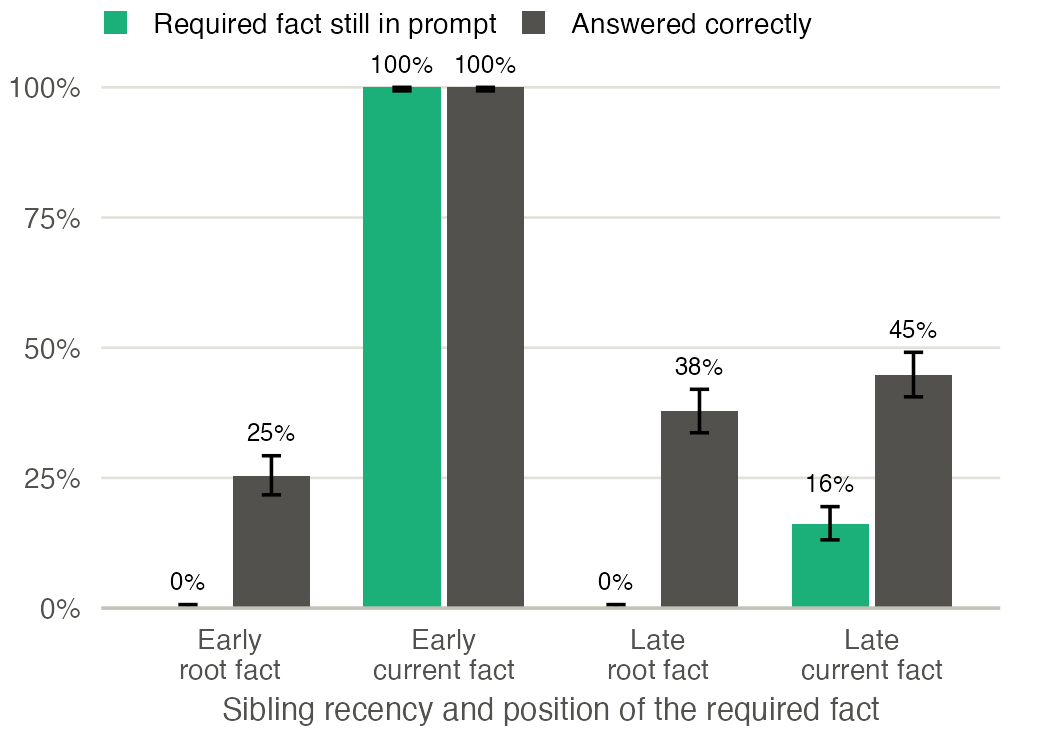 Required fact still in prompt Answered correctly
100% 100%
100%
75%
50%
45%
38%
25%
25%
16%
0% 0%
0%
Early Early Late Late
root fact current fact root fact current fact
Sibling recency and position of the required fact